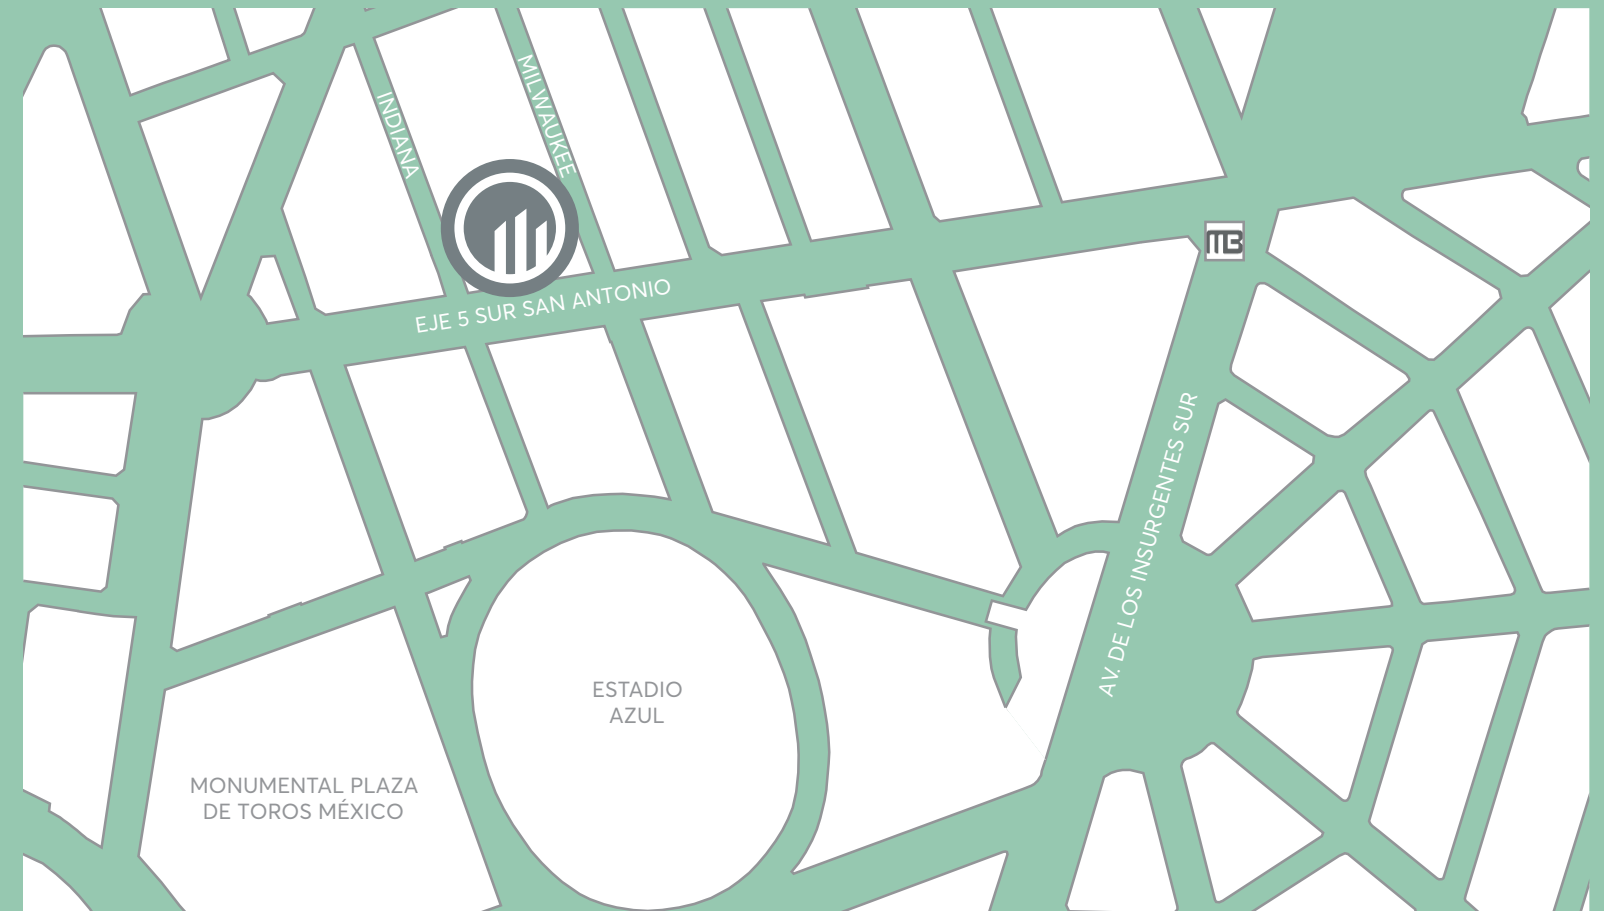 MILWAUKEE
INDIANA
MB
EJE 5 SUR SAN ANTONIO
AV. DE LOS INSURGENTES SUR
ESTADIO
AZUL
MONUMENTAL PLAZA
DE TOROS MÉXICO